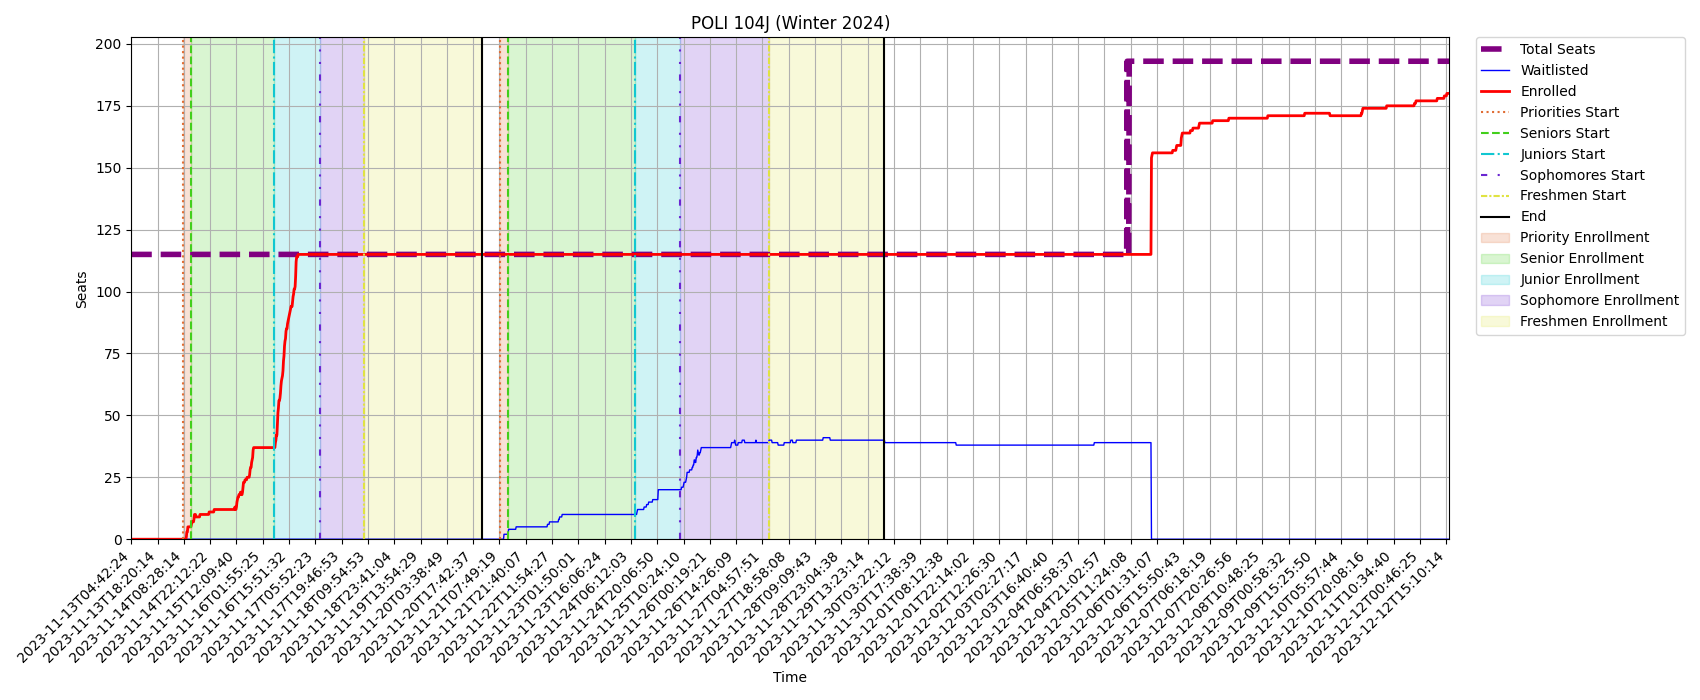 POLI 104J (Winter 2024)
200
175
150
125
100
75
50
25
0
Seats
Total Seats
Waitlisted
Enrolled
Priorities Start
Seniors Start
Juniors Start
Sophomores Start
Freshmen Start
End
Priority Enrollment
Senior Enrollment
Junior Enrollment
Sophomore Enrollment
Freshmen Enrollment
2023-11-13T04:42:24
2023-11-13T18:20:14
2023-11-14T08:28:14
2023-11-14T22:12:22
2023-11-15T12:09:40
2023-11-16T01:55:25
2023-11-16T15:51:32
2023-11-17T05:52:23
2023-11-17T19:46:53
2023-11-18T09:54:53
2023-11-18T23:41:04
2023-11-19T13:54:29
2023-11-20T03:38:49
2023-11-20T17:42:37
2023-11-21T07:49:19
2023-11-21T21:40:07
2023-11-22T11:54:27
2023-11-23T01:50:01
2023-11-23T16:06:24
2023-11-24T06:12:03
2023-11-24T20:06:50
2023-11-25T10:24:10
2023-11-26T00:19:21
2023-11-26T14:26:09
2023-11-27T04:57:51
2023-11-27T18:58:08
2023-11-28T09:09:43
2023-11-28T23:04:38
2023-11-29T13:23:14
2023-11-30T03:22:12
2023-11-30T17:38:39
2023-12-01T08:12:38
2023-12-01T22:14:02
2023-12-02T12:26:30
2023-12-03T02:27:17
2023-12-03T16:40:40
2023-12-04T06:58:37
2023-12-04T21:02:57
2023-12-05T11:24:08
2023-12-06T01:31:07
2023-12-06T15:50:43
2023-12-07T06:18:19
2023-12-07T20:26:56
2023-12-08T10:48:25
2023-12-09T00:58:32
2023-12-09T15:25:50
2023-12-10T05:57:44
2023-12-10T20:08:16
2023-12-11T10:34:40
2023-12-12T00:46:25
2023-12-12T15:10:14
Time